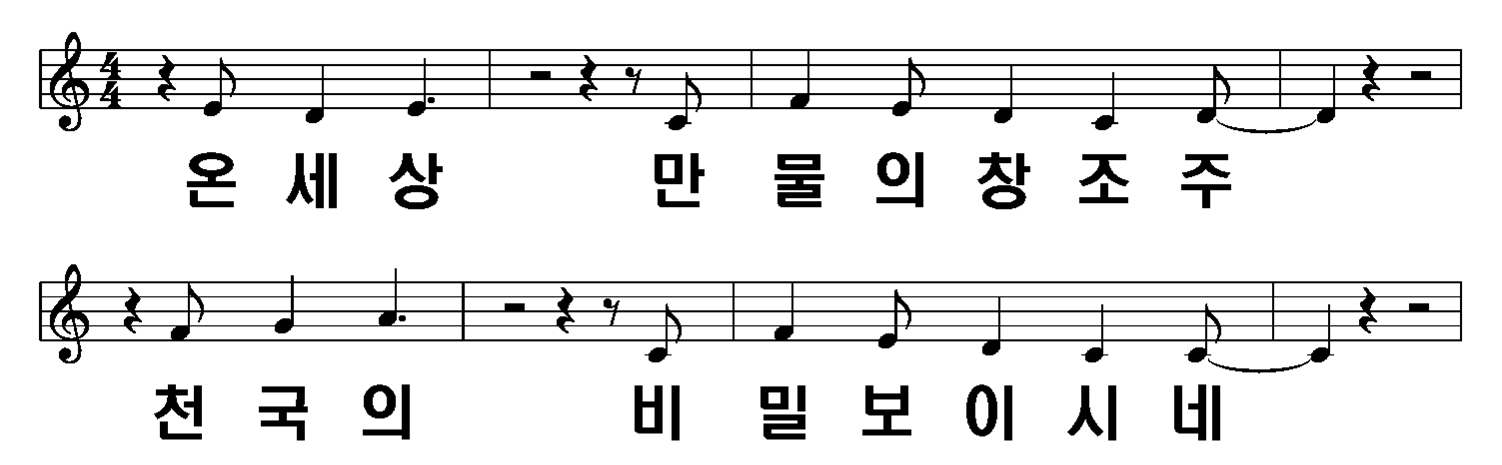 온 세 상 만 물 의 창 조 주
천 국 의 비 밀 보 이 시 네